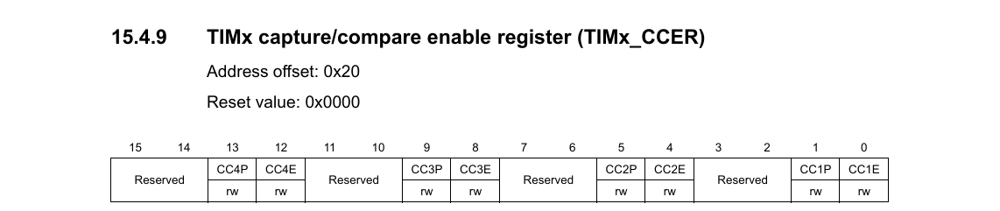 15.4.9 TIMx capture/compare enable register (TIMx_CCER)
Address offset: 0x20
Reset value: 0x0000
15 14 13 12 11 10 9 8 7 6 5 4 3 2 1 0
Reserved CC4P CC4E Reserved CC3P CC3E Reserved CC2P CC2E Reserved CC1P CC1E
rw rw rw rw rw rw rw rw